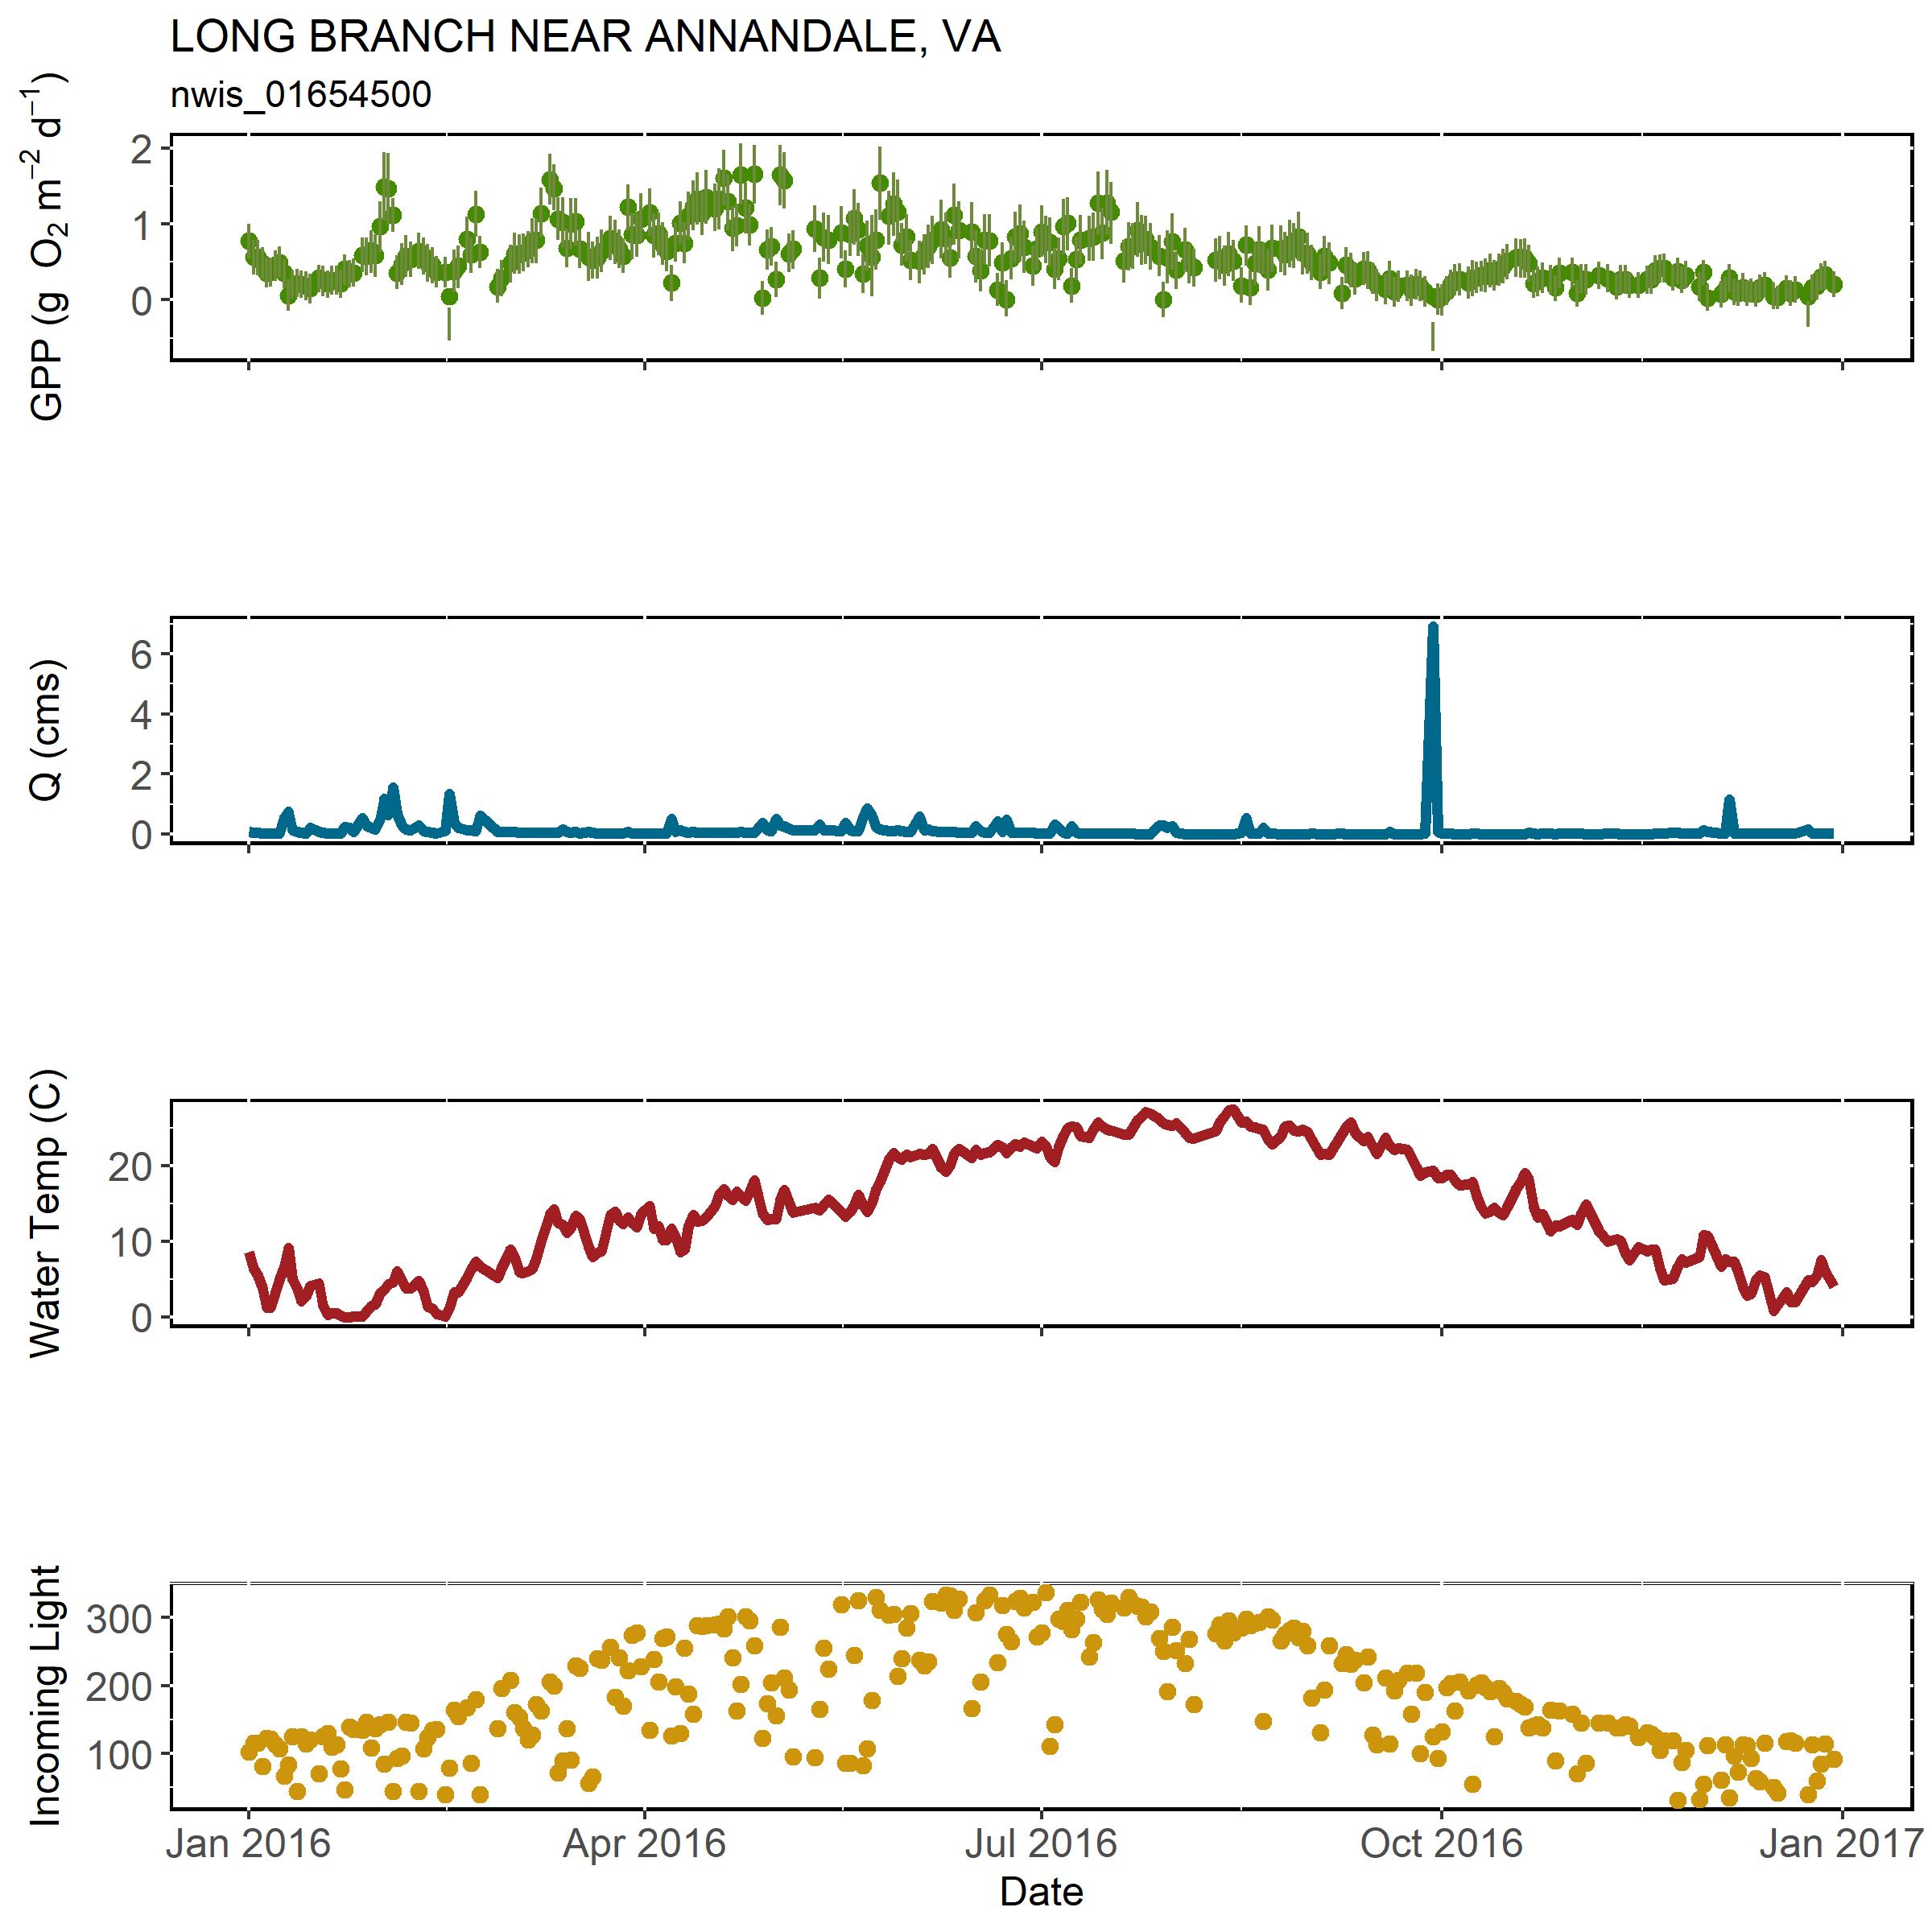 LONG BRANCH NEAR ANNANDALE, VA
nwis_01654500
GPP (g O₂ m⁻² d⁻¹)
2
1
0
Q (cms)
6
4
2
0
Water Temp (C)
20
10
0
Incoming Light
300
200
100
Jan 2016 Apr 2016 Jul 2016 Oct 2016 Jan 2017
Date